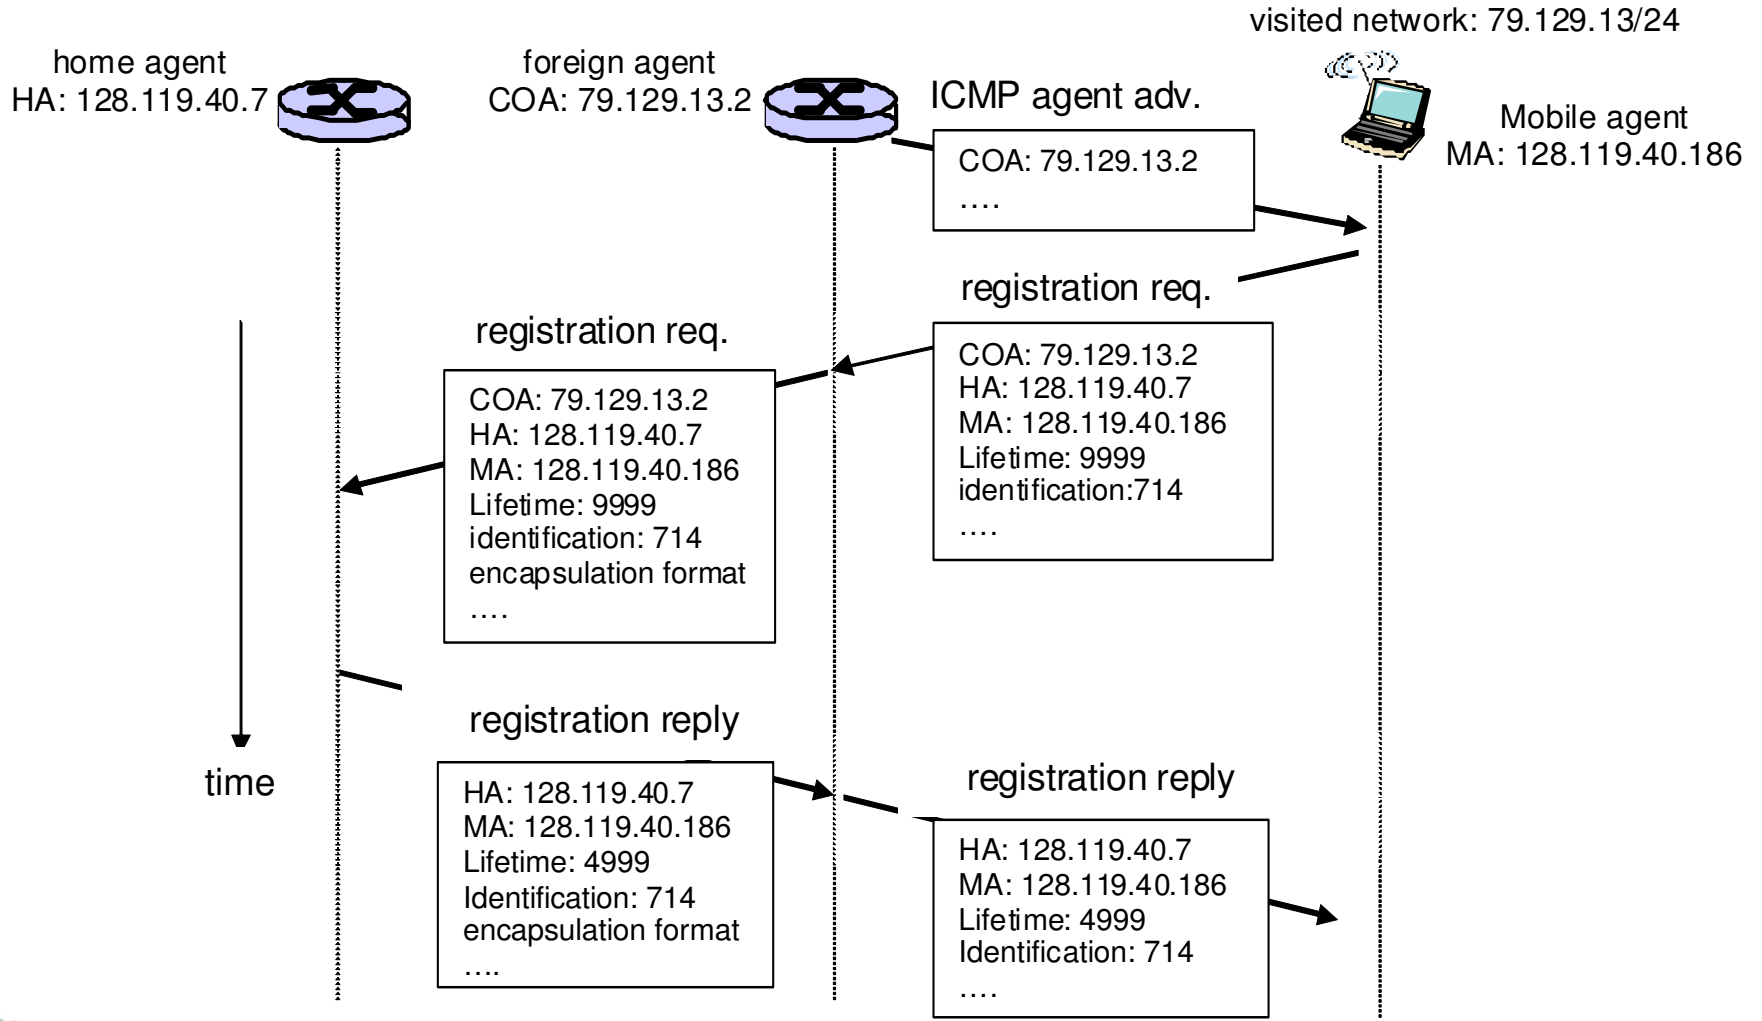 visited network: 79.129.13/24
home agent
HA: 128.119.40.7
foreign agent
COA: 79.129.13.2
ICMP agent adv.
Mobile agent
MA: 128.119.40.186
COA: 79.129.13.2
....
registration req.
COA: 79.129.13.2
HA: 128.119.40.7
MA: 128.119.40.186
Lifetime: 9999
identification:714
....
registration req.
COA: 79.129.13.2
HA: 128.119.40.7
MA: 128.119.40.186
Lifetime: 9999
identification: 714
encapsulation format
....
time
registration reply
HA: 128.119.40.7
MA: 128.119.40.186
Lifetime: 4999
Identification: 714
encapsulation format
....
registration reply
HA: 128.119.40.7
MA: 128.119.40.186
Lifetime: 4999
Identification: 714
....